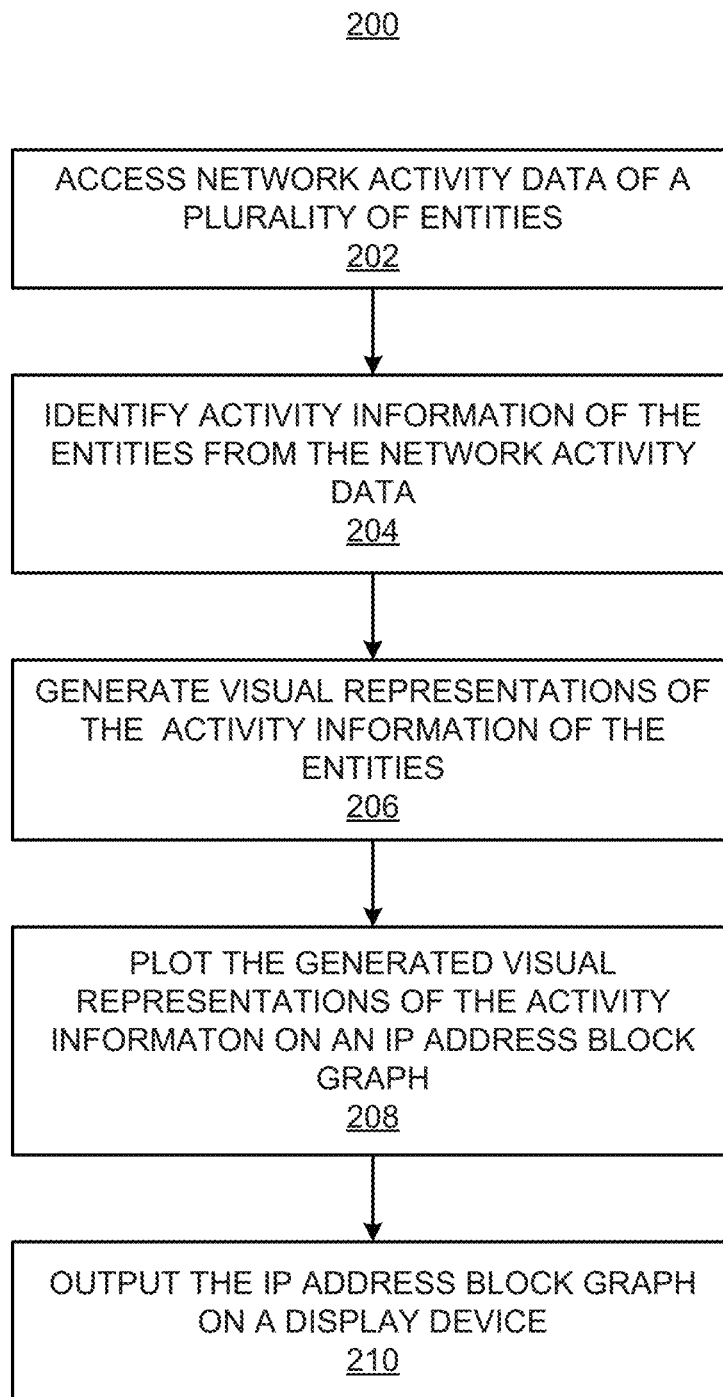 200
ACCESS NETWORK ACTIVITY DATA OF A
PLURALITY OF ENTITIES
202
IDENTIFY ACTIVITY INFORMATION OF THE
ENTITIES FROM THE NETWORK ACTIVITY
DATA
204
GENERATE VISUAL REPRESENTATIONS OF
THE ACTIVITY INFORMATION OF THE
ENTITIES
206
PLOT THE GENERATED VISUAL
REPRESENTATIONS OF THE ACTIVITY
INFORMATON ON AN IP ADDRESS BLOCK
GRAPH
208
OUTPUT THE IP ADDRESS BLOCK GRAPH
ON A DISPLAY DEVICE
210